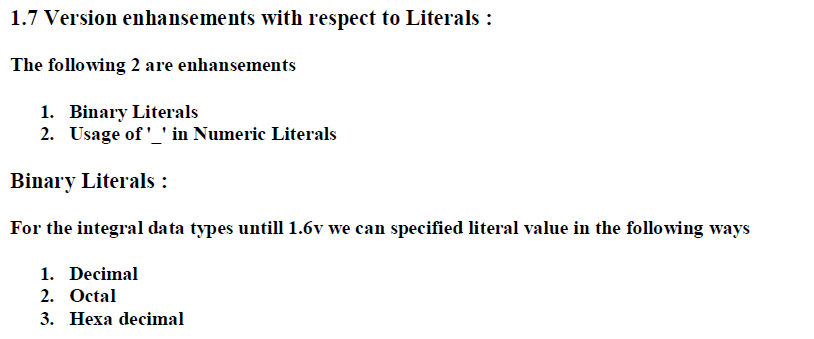 1.7 Version enhansements with respect to Literals :
The following 2 are enhansements
1. Binary Literals
2. Usage of '_' in Numeric Literals
Binary Literals :
For the integral data types untill 1.6v we can specified literal value in the following ways
1. Decimal
2. Octal
3. Hexa decimal